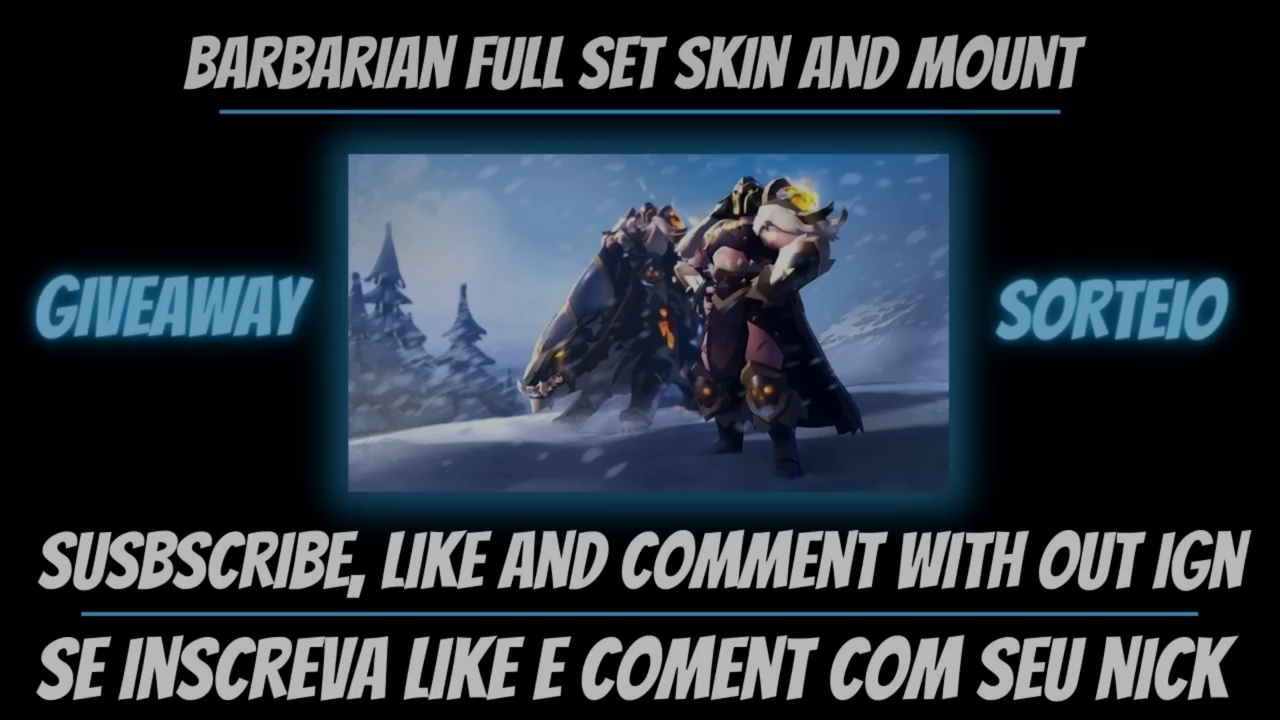 BARBARIAN FULL SET SKIN AND MOUNT
GIVEAWAY
SORTEIO
SUSBSCRIBE, LIKE AND COMMENT WITH OUT IGN
SE INSCREVA LIKE E COMENT COM SEU NICK